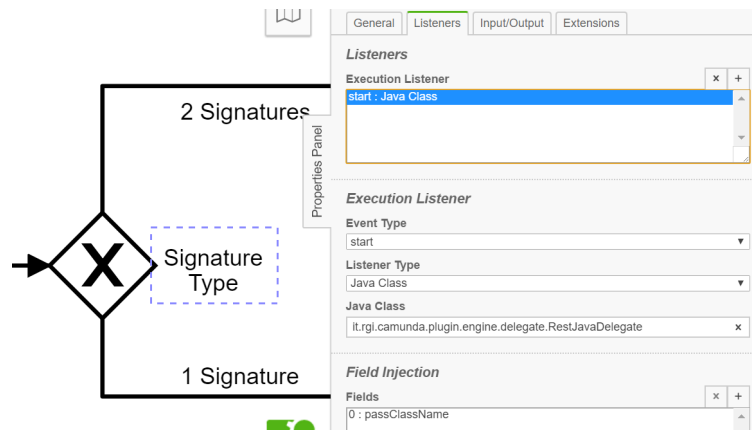 General Listeners Input/Output Extensions
Listeners
Execution Listener x +
start : Java Class
2 Signatures
Properties Panel
Execution Listener
Event Type
start
Listener Type
Java Class
Java Class
it.rgi.camunda.plugin.engine.delegate.RestJavaDelegate x
X
Signature
Type
1 Signature
Field Injection
Fields x +
0 : passClassName